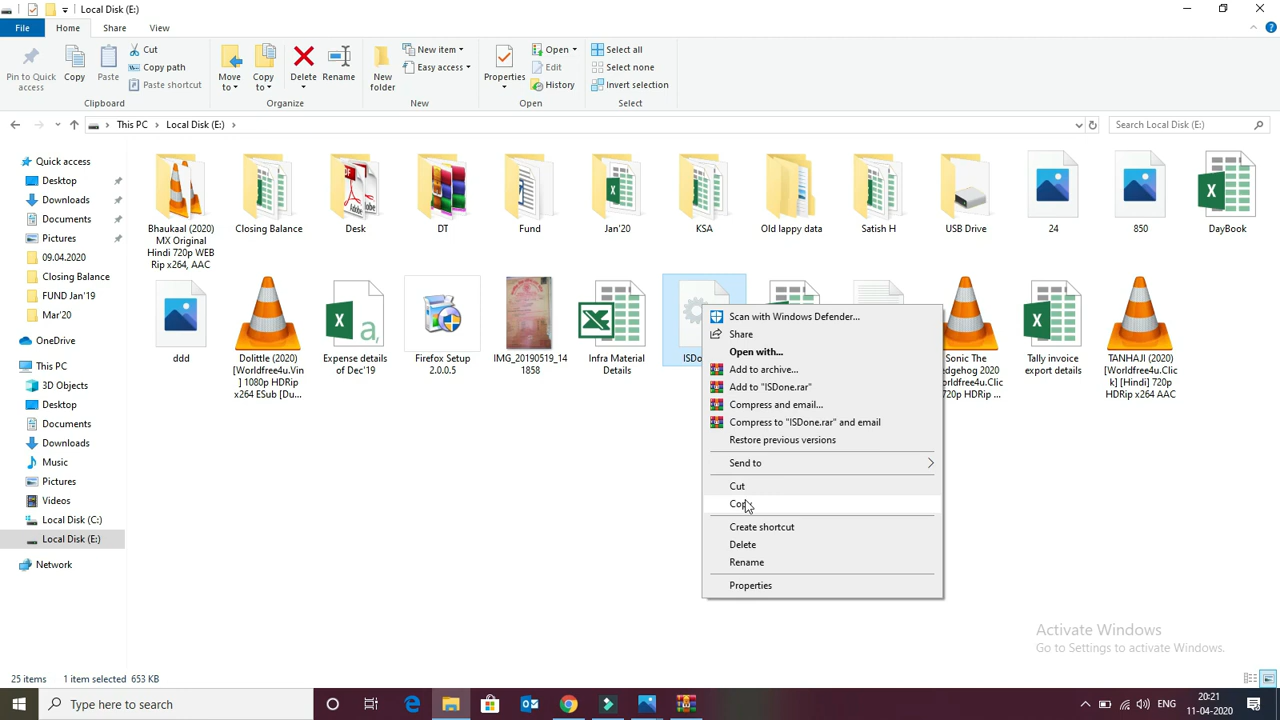 Local Disk (E:)
File
Home
Share
View
Pin to Quick
access
Copy
Paste
Cut
Copy path
Paste shortcut
Clipboard
Move
to
Copy
to
Delete
Rename
Organize
New
folder
New item
Easy access
New
Properties
Open
Edit
History
Open
Select all
Select none
Invert selection
Select
This PC
Local Disk (E:)
Search Local Disk (E:)
Quick access
Desktop
Downloads
Documents
Pictures
09.04.2020
Closing Balance
FUND Jan'19
Mar'20
OneDrive
This PC
3D Objects
Desktop
Documents
Downloads
Music
Pictures
Videos
Local Disk (C:)
Local Disk (E:)
Network
Bhaukaal (2020)
MX Original
Hindi 720p WEB
Rip x264, AAC
Closing Balance
Desk
DT
Fund
Jan'20
KSA
Old lappy data
Satish H
USB Drive
24
850
DayBook
ddd
Dolittle (2020)
[Worldfree4u.Vin
] 1080p HDRip
x264 ESub [Du...
Expense details
of Dec'19
Firefox Setup
2.0.0.5
IMG_20190519_14
1858
Infra Material
Details
ISDo
Sonic The
edgehog 2020
orldfree4u.Clic
720p HDRip ...
Tally invoice
export details
TANHAJI (2020)
[Worldfree4u.Clic
k] [Hindi] 720p
HDRip x264 AAC
Scan with Windows Defender...
Share
Open with...
Add to archive...
Add to "ISDone.rar"
Compress and email...
Compress to "ISDone.rar" and email
Restore previous versions
Send to
Cut
Copy
Create shortcut
Delete
Rename
Properties
Activate Windows
Go to Settings to activate Windows.
25 items
1 item selected 653 KB
Type here to search
ENG
20:21
11-04-2020